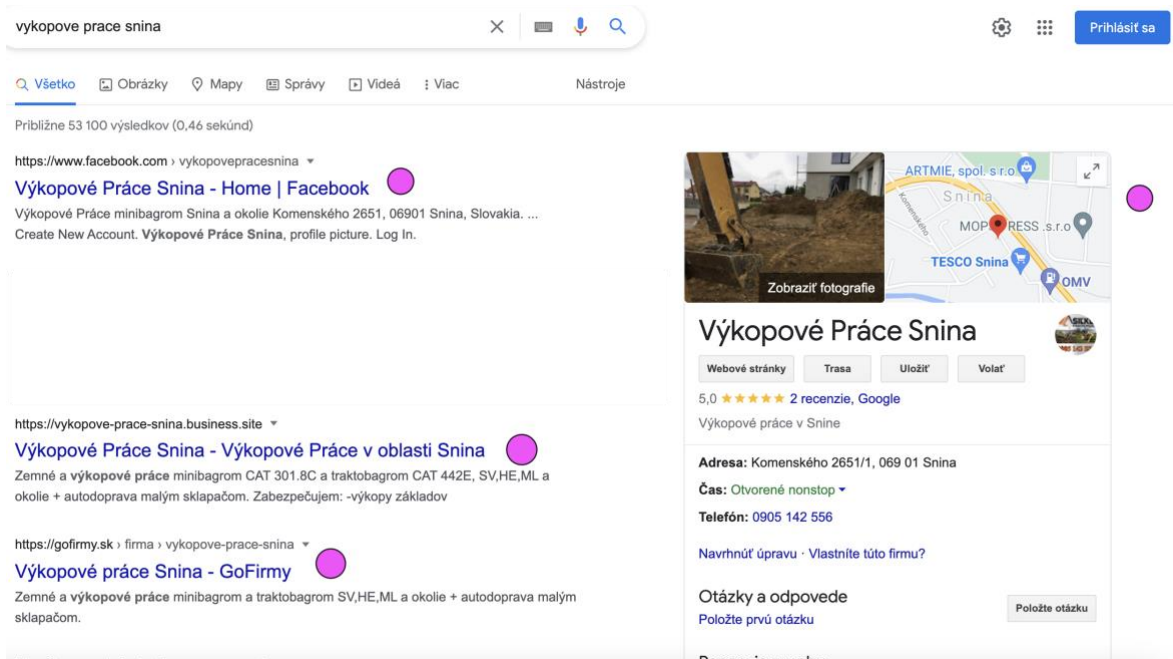 vykopove prace snina
Prihlásiť sa
Všetko Obrázky Mapy Správy Videá Viac Nástroje
Približne 53 100 výsledkov (0,46 sekúnd)
https://www.facebook.com › vykopovepracesnina
Výkopové Práce Snina - Home | Facebook
Výkopové Práce minibagrom Snina a okolie Komenského 2651, 06901 Snina, Slovakia. ...
Create New Account. Výkopové Práce Snina, profile picture. Log In.
https://vykopove-prace-snina.business.site
Výkopové Práce Snina - Výkopové Práce v oblasti Snina
Zemné a výkopové práce minibagrom CAT 301.8C a traktobagrom CAT 442E, SV,HE,ML a
okolie + autodoprava malým sklapačom. Zabezpečujem: -výkopy základov
https://gofirmy.sk › firma › vykopove-prace-snina
Výkopové práce Snina - GoFirmy
Zemné a výkopové práce minibagrom a traktobagrom SV,HE,ML a okolie + autodoprava malým
sklapačom.
Zobraziť fotografie
ARTMIE, spol. s r.o
Snina
Komenského
MOP RESS .s.r.o
TESCO Snina
OMV
Výkopové Práce Snina
Webové stránky Trasa Uložiť Volať
5,0 2 recenzie, Google
Výkopové práce v Snine
Adresa: Komenského 2651/1, 069 01 Snina
Čas: Otvorené nonstop
Telefón: 0905 142 556
Navrhnúť úpravu · Vlastníte túto firmu?
Otázky a odpovede
Položte otázku
Položte prvú otázku